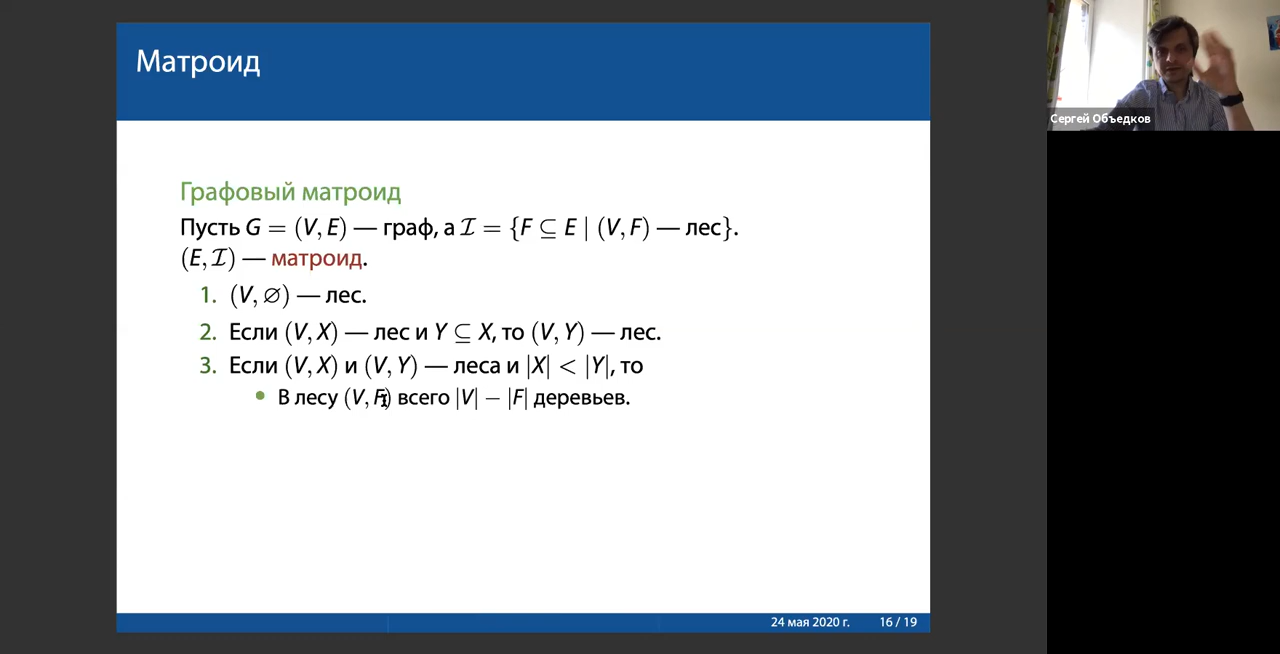 Матроид
Сергей Объедков
Графовый матроид
Пусть G = (V, E) — граф, а ℐ = {F ⊆ E | (V, F) — лес}.
(E, ℐ) — матроид.
1. (V, ∅) — лес.
2. Если (V, X) — лес и Y ⊆ X, то (V, Y) — лес.
3. Если (V, X) и (V, Y) — леса и |X| < |Y|, то
• В лесу (V, F) всего |V| − |F| деревьев.
24 мая 2020 г. 16 / 19